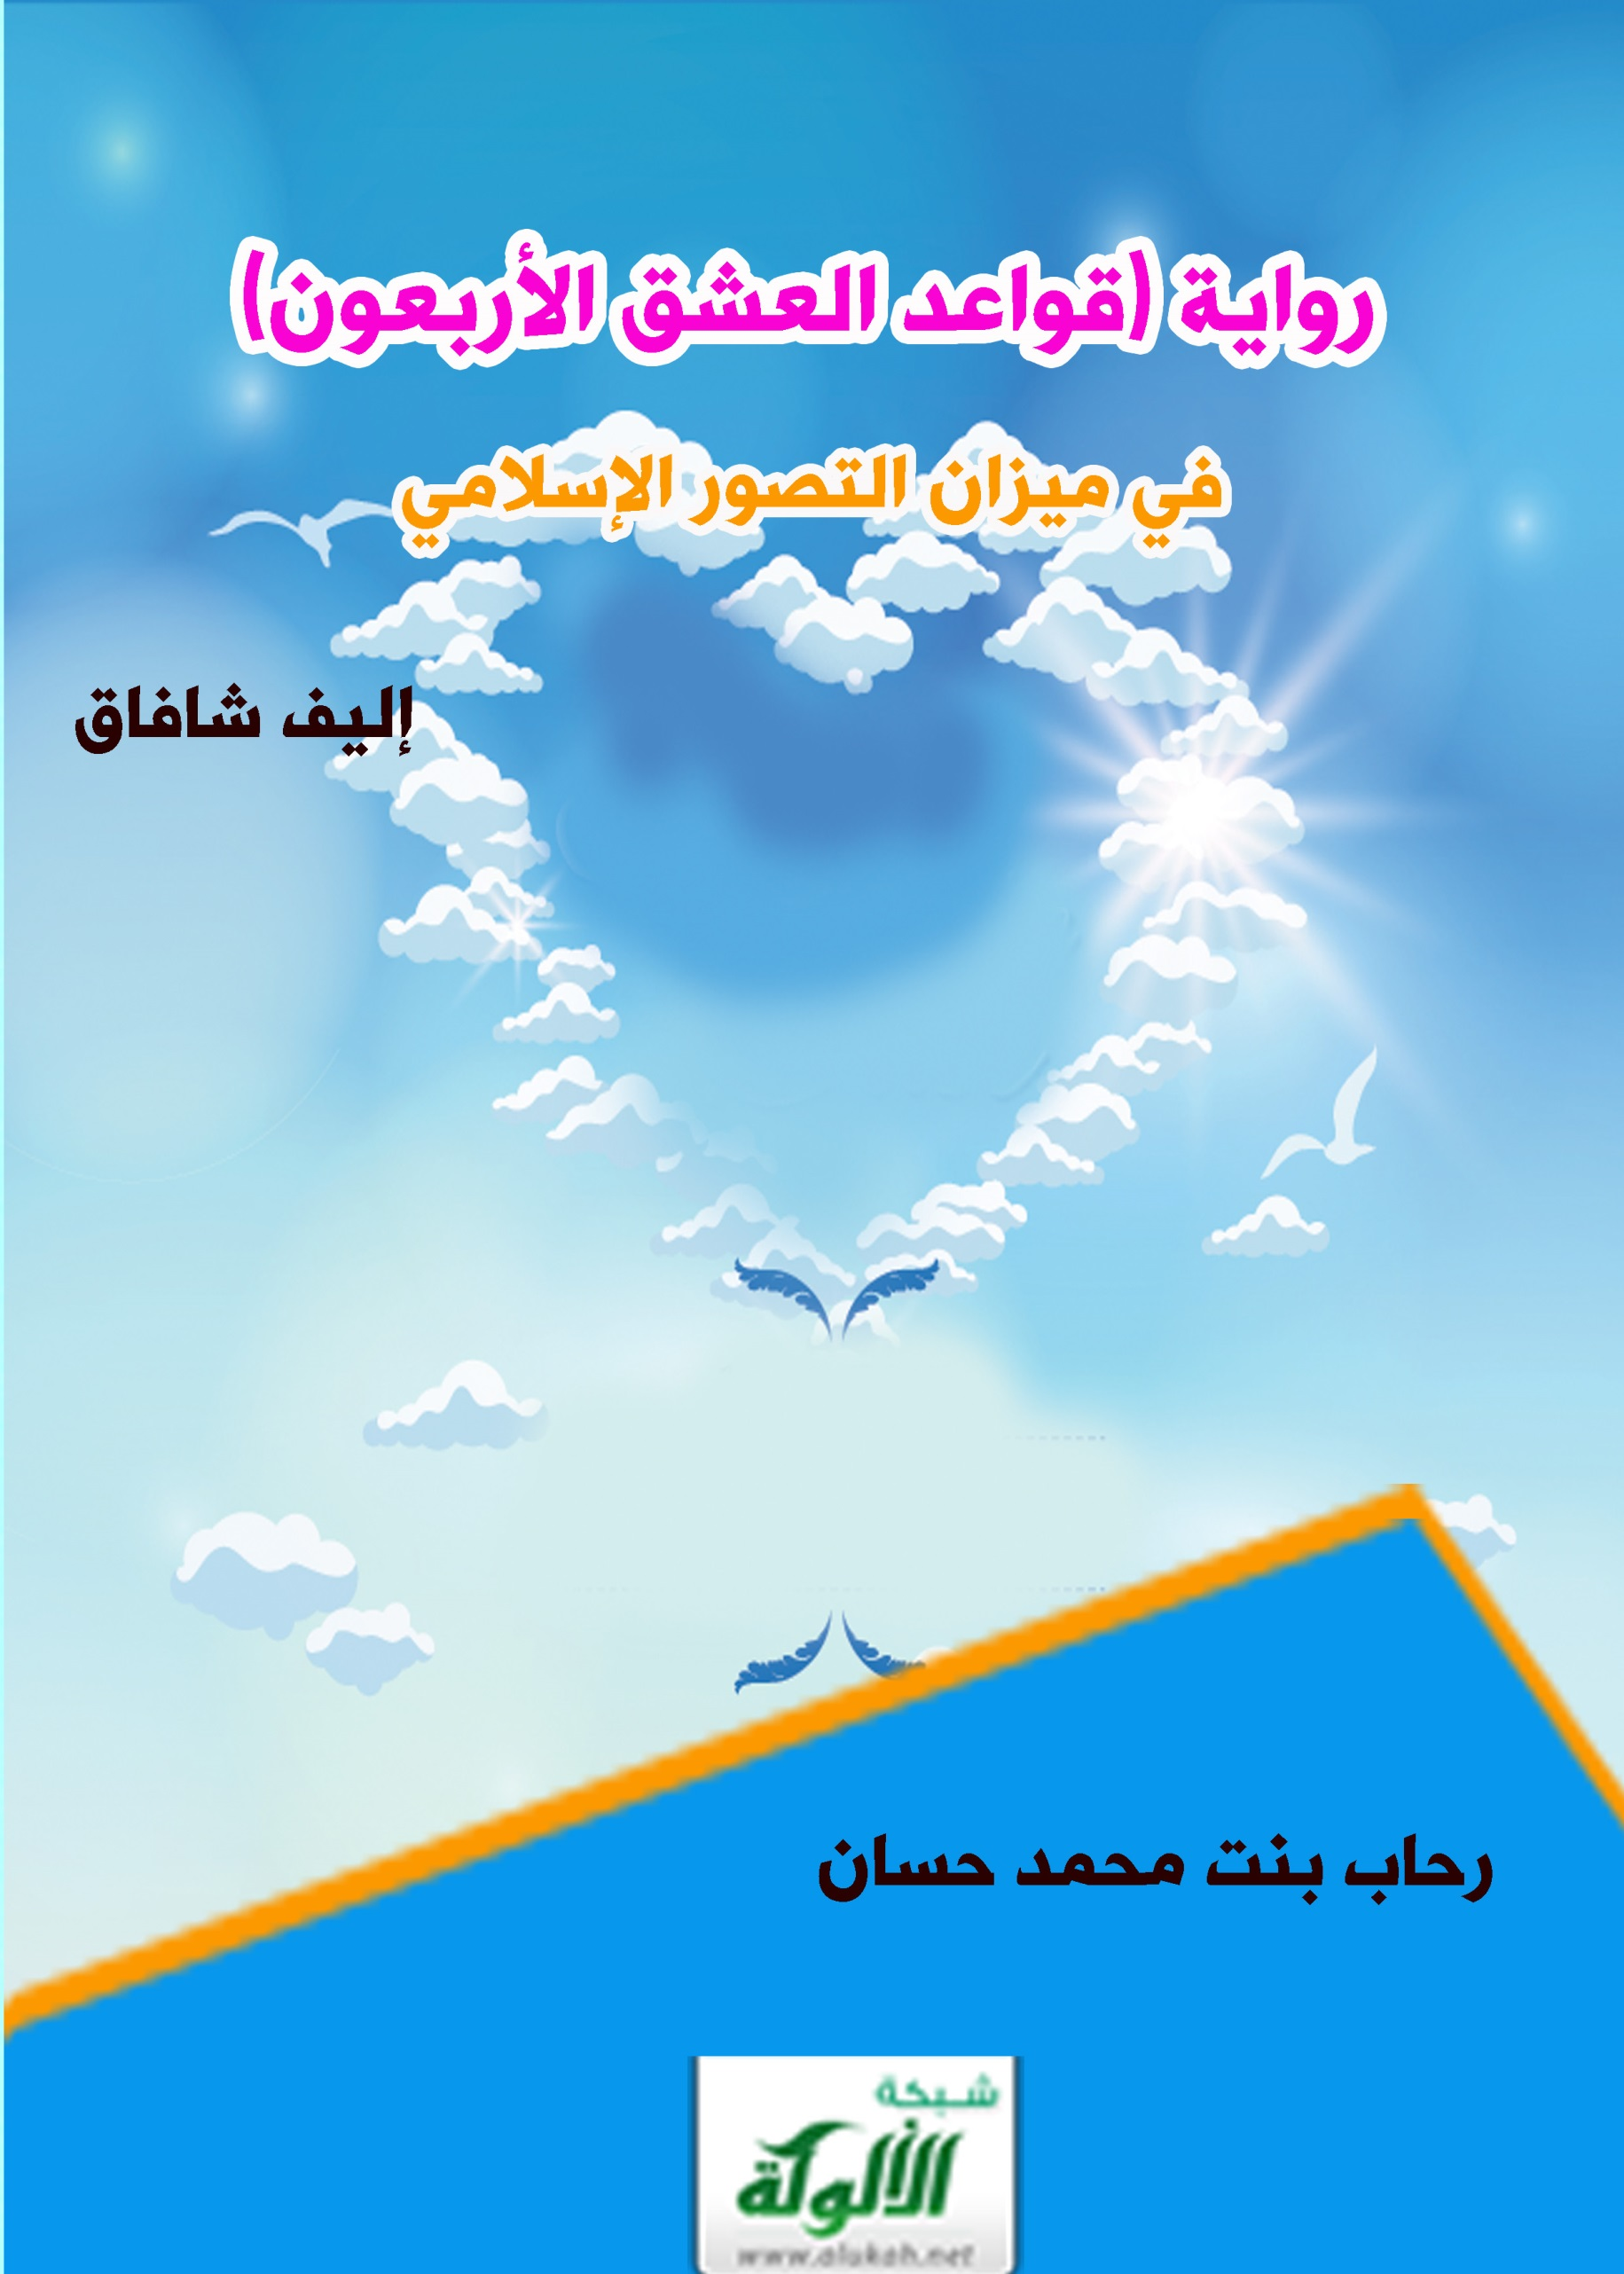 رواية (قواعد العشق الأربعون)
في ميزان التصور الإسلامي
إليف شافاق
رحاب بنت محمد حسان
شبكة
الألوكة
www.alukah.net